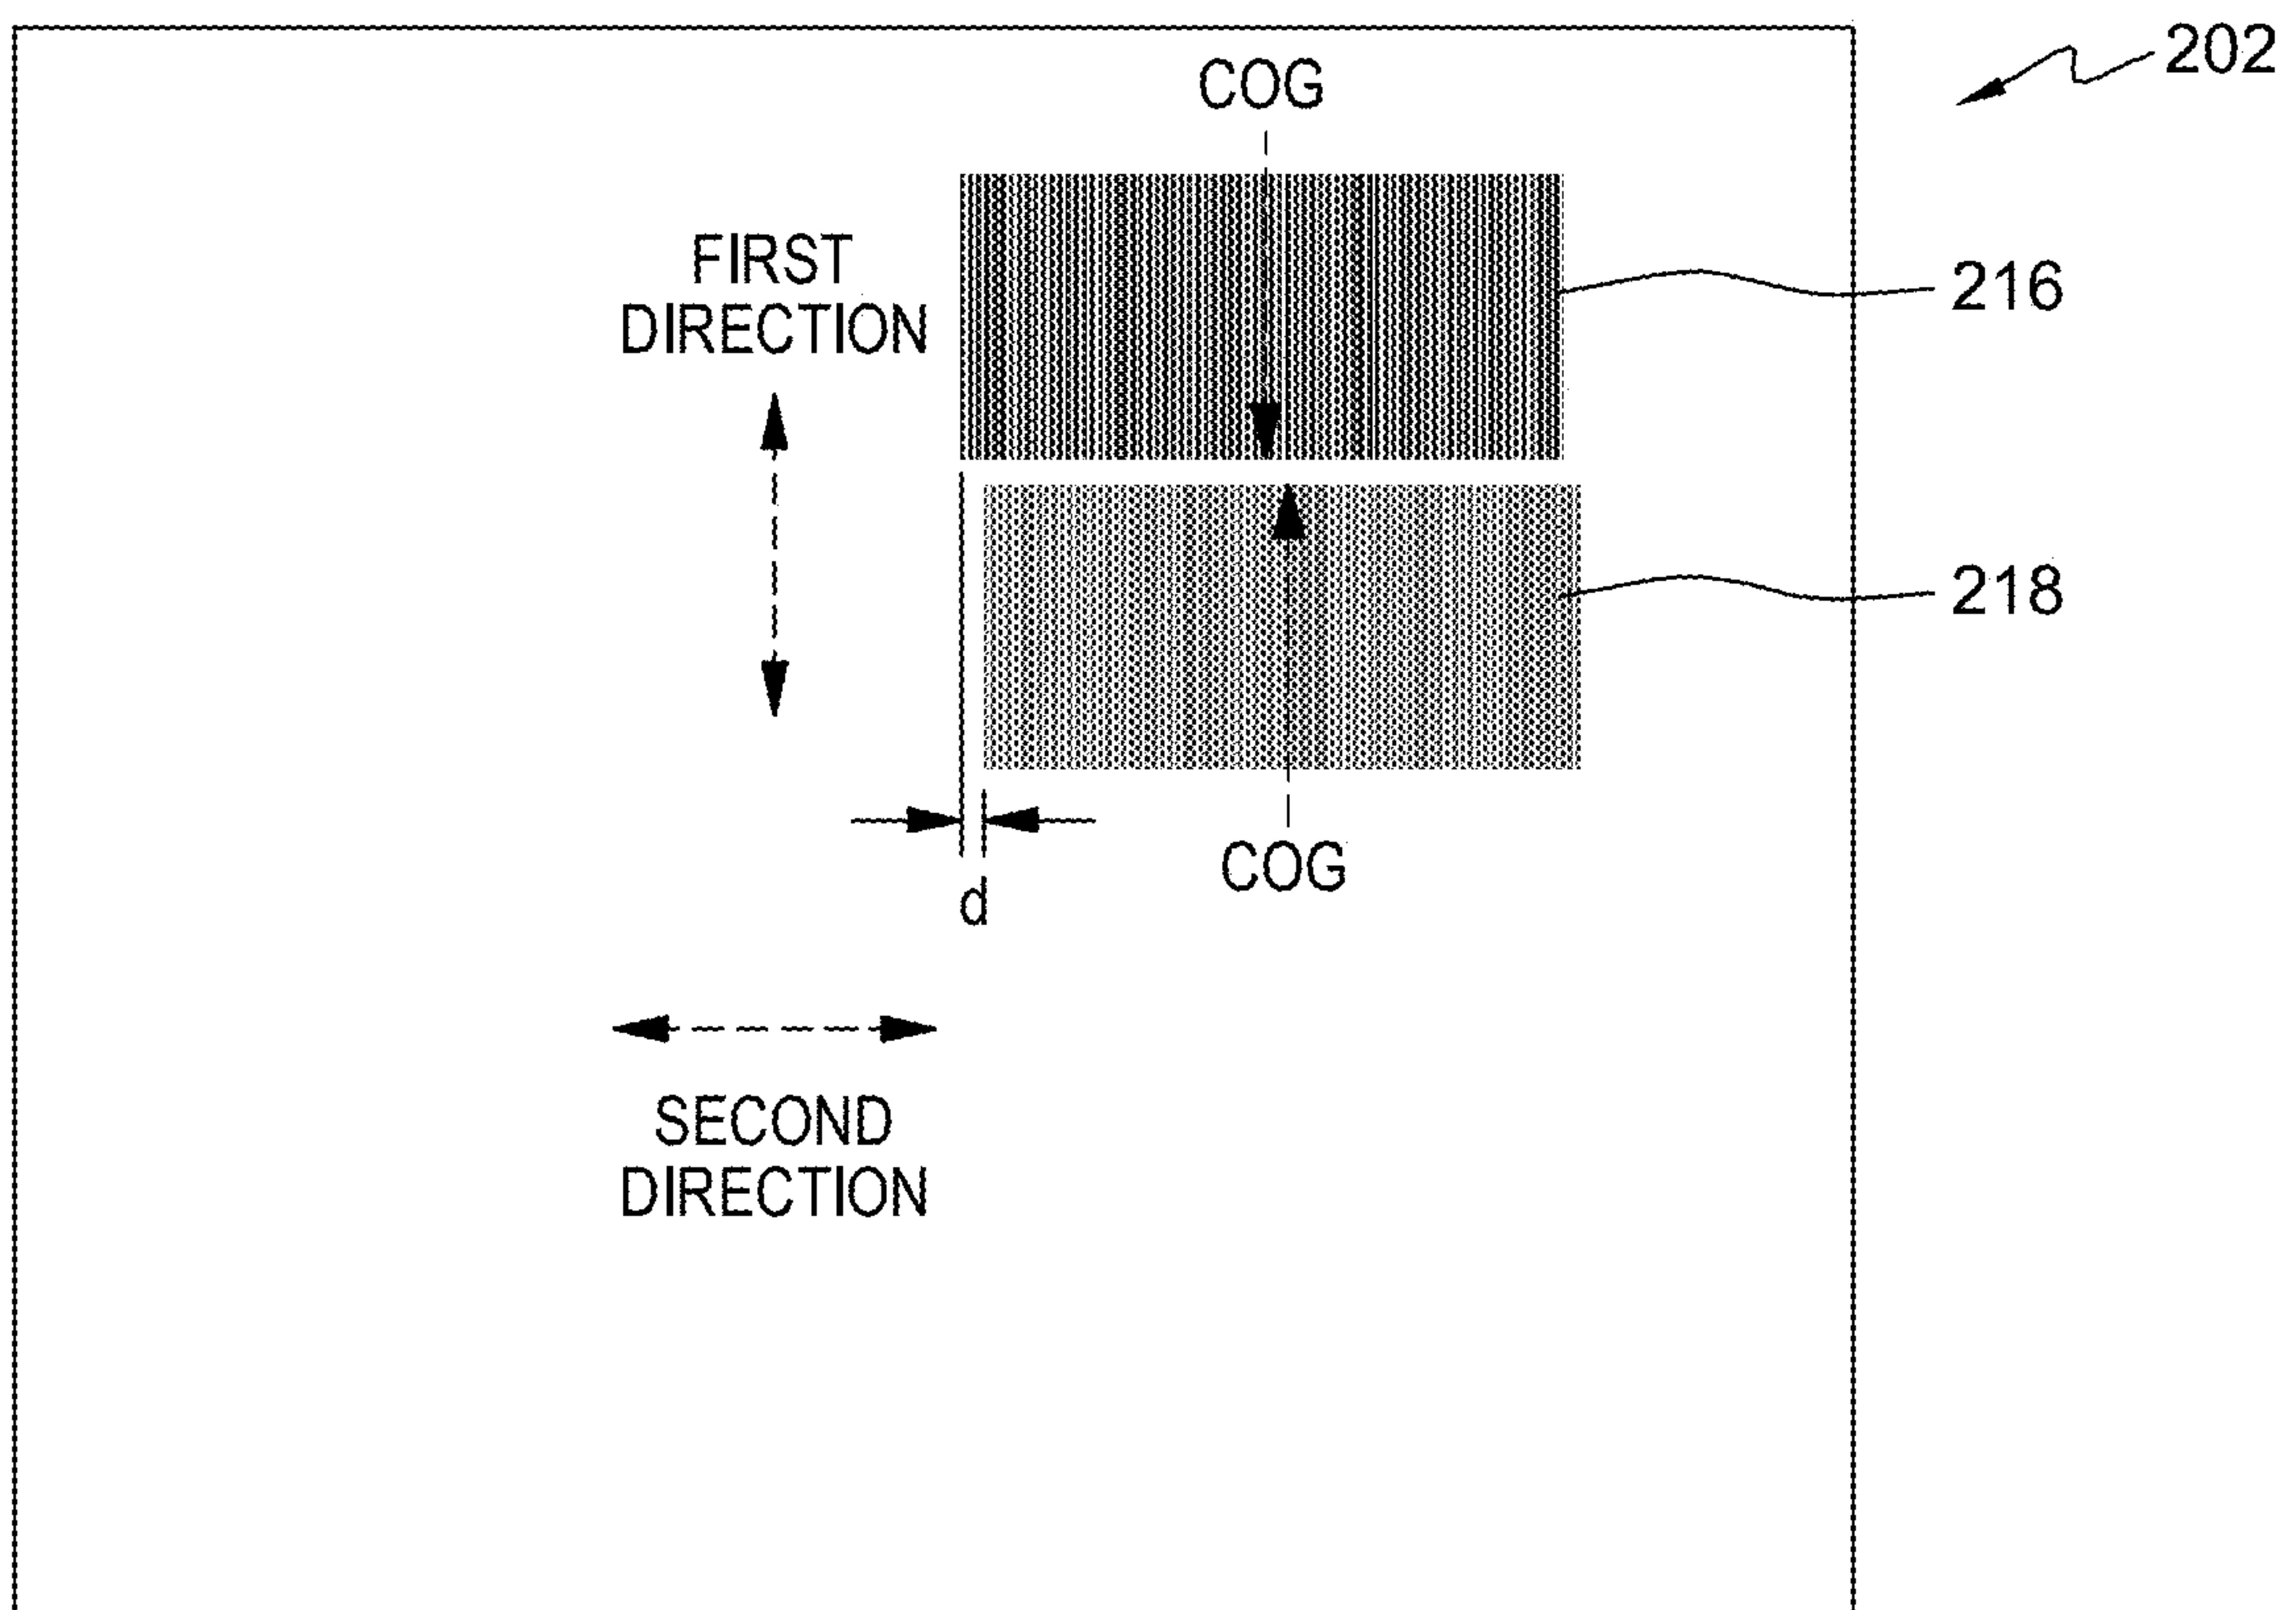 202
COG
FIRST
DIRECTION
216
218
COG
d
SECOND
DIRECTION